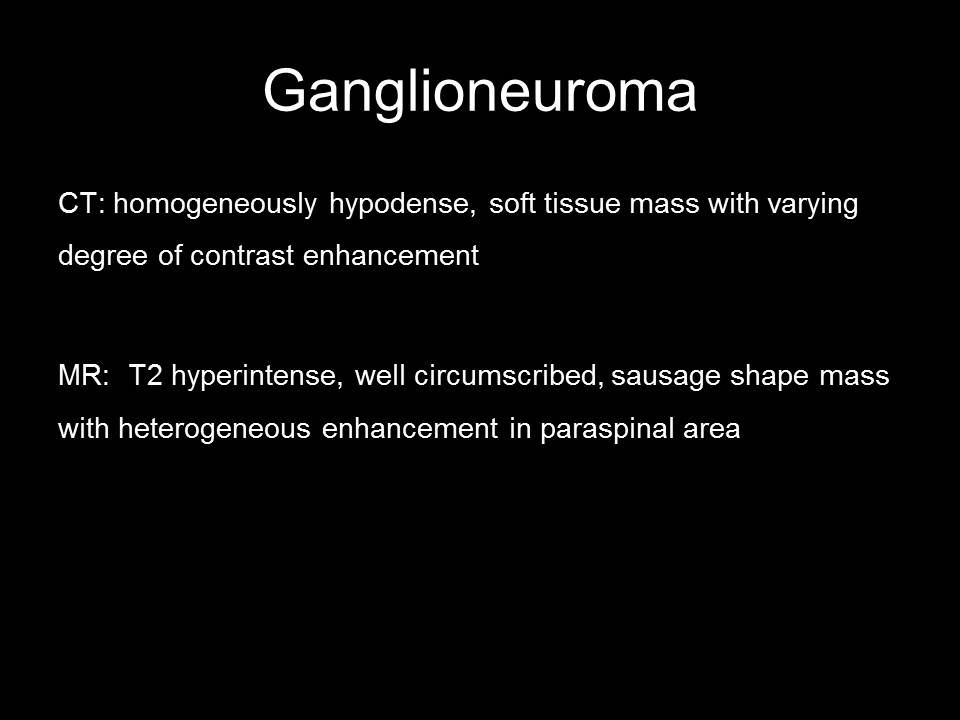 Ganglioneuroma
CT: homogeneously hypodense, soft tissue mass with varying
degree of contrast enhancement
MR: T2 hyperintense, well circumscribed, sausage shape mass
with heterogeneous enhancement in paraspinal area